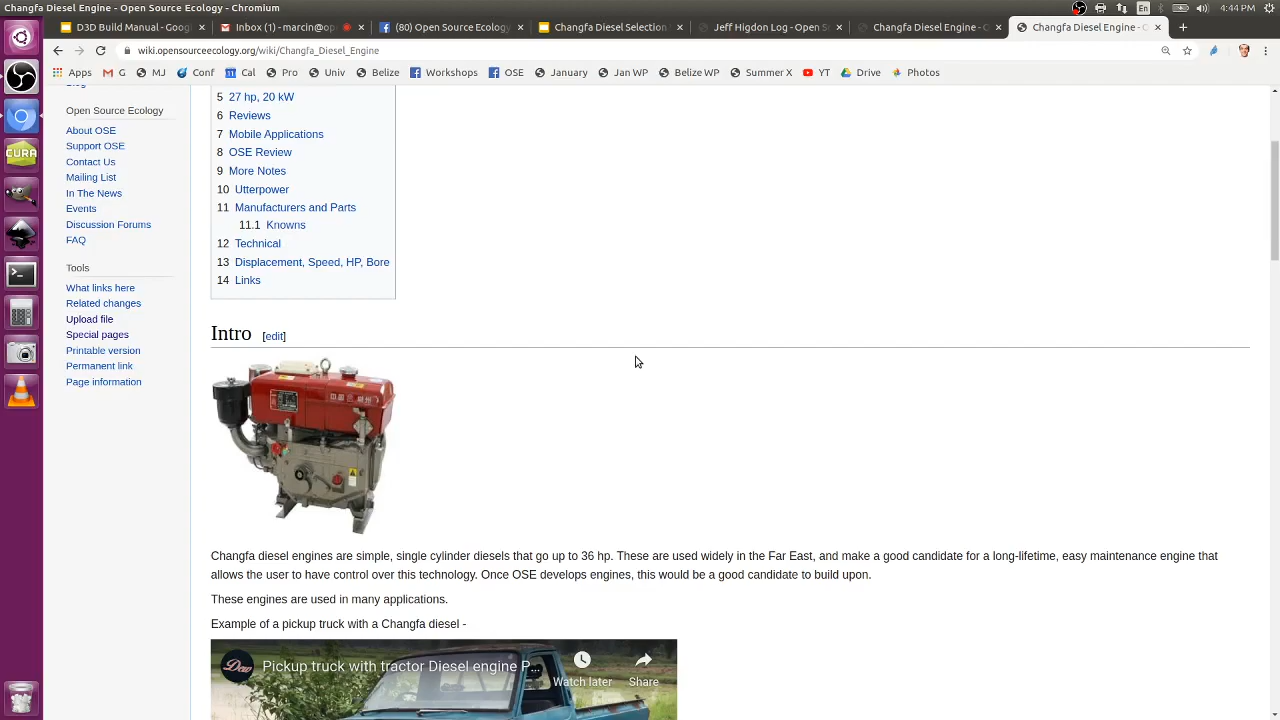 Changfa Diesel Engine - Open Source Ecology - Chromium
En
4:44 PM
D3D Build Manual - Goog
Inbox (1) - marcin@op
(80) Open Source Ecology
Changfa Diesel Selection
Jeff Higdon Log - Open S
Changfa Diesel Engine - O
Changfa Diesel Engine - O
wiki.opensourceecology.org/wiki/Changfa_Diesel_Engine
Apps
G
MJ
Conf
Cal
Pro
Univ
Belize
Workshops
OSE
January
Jan WP
Belize WP
Summer X
YT
Drive
Photos
Blog
Open Source Ecology
About OSE
Support OSE
Contact Us
Mailing List
In The News
Events
Discussion Forums
FAQ
Tools
What links here
Related changes
Upload file
Special pages
Printable version
Permanent link
Page information
5 27 hp, 20 kW
6 Reviews
7 Mobile Applications
8 OSE Review
9 More Notes
10 Utterpower
11 Manufacturers and Parts
11.1 Knowns
12 Technical
13 Displacement, Speed, HP, Bore
14 Links
Intro [edit]
Changfa diesel engines are simple, single cylinder diesels that go up to 36 hp. These are used widely in the Far East, and make a good candidate for a long-lifetime, easy maintenance engine that
allows the user to have control over this technology. Once OSE develops engines, this would be a good candidate to build upon.
These engines are used in many applications.
Example of a pickup truck with a Changfa diesel -
Pickup truck with tractor Diesel engine P...
Watch later
Share
CURA